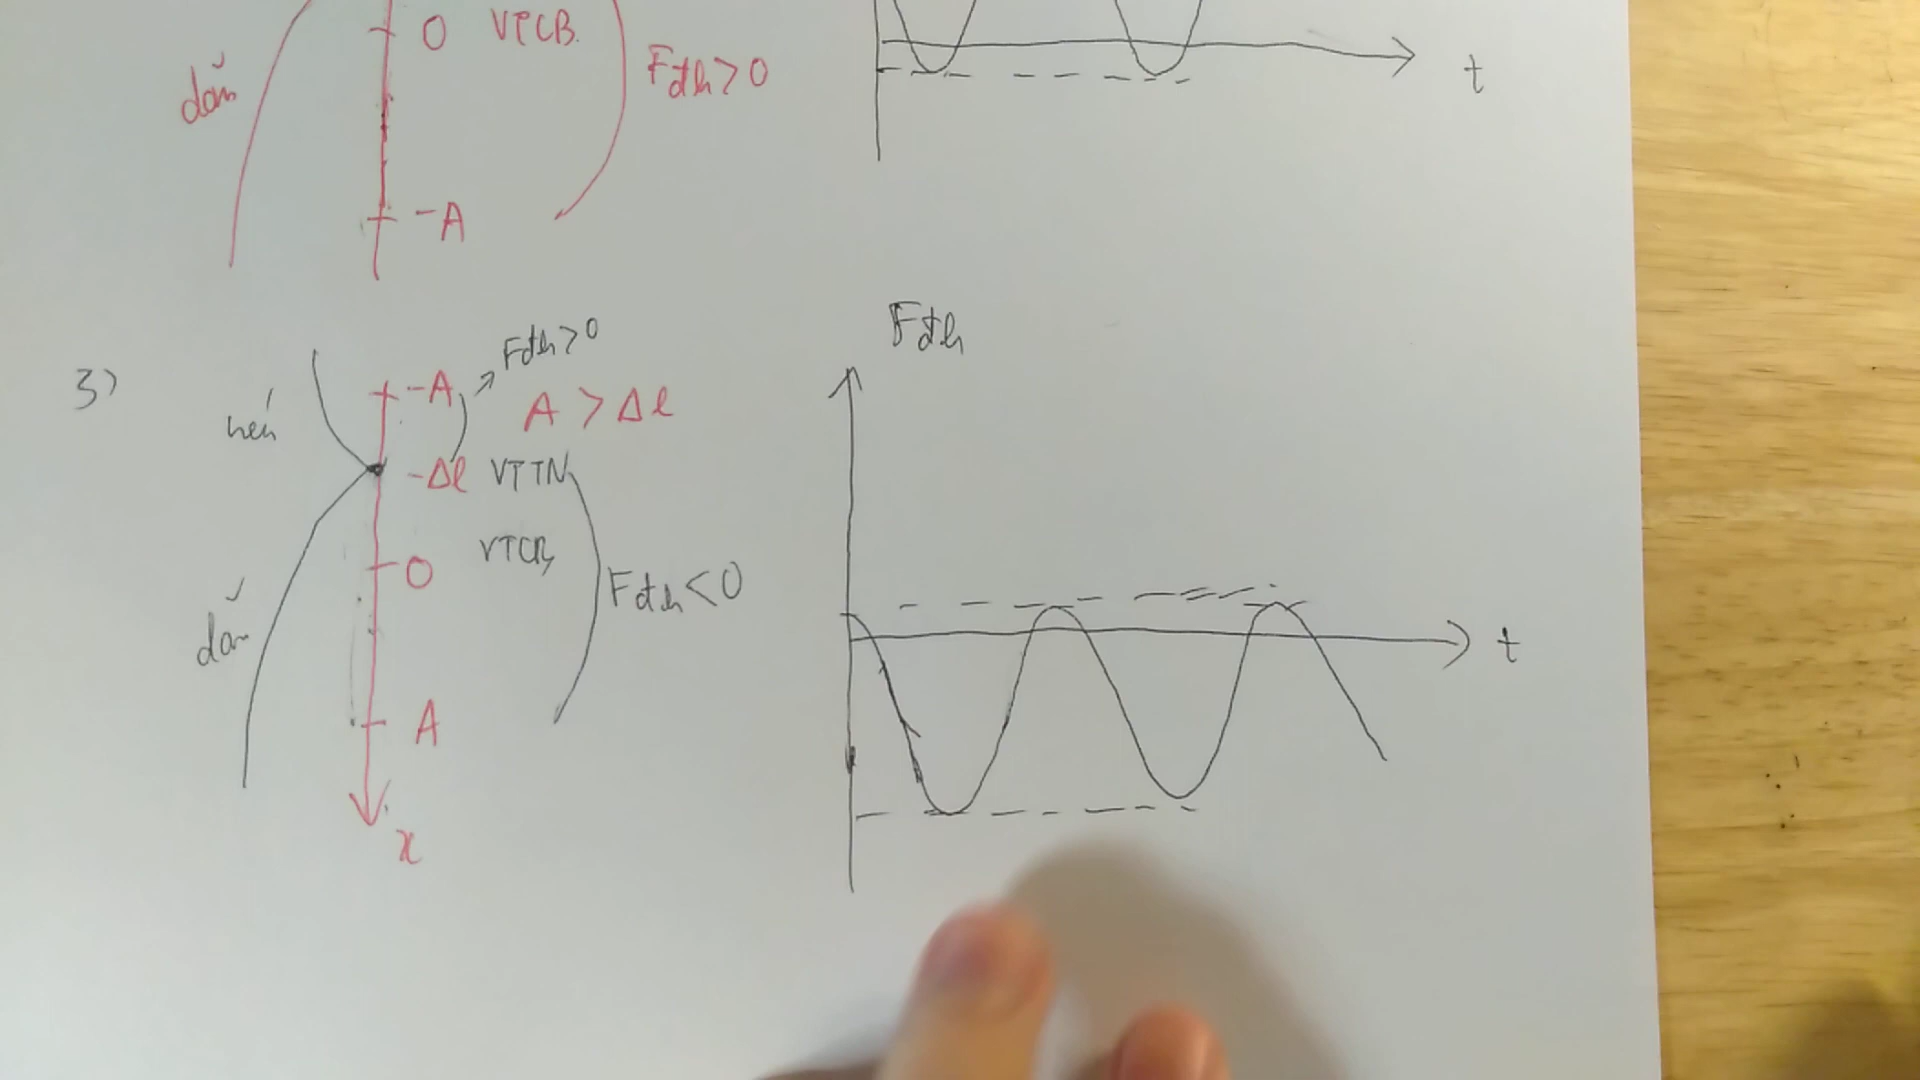 O VTCB.
dãn
Fđh>0
t
-A
Fđh
3)
Fđh>0
-A
A > Δl
nén
-Δl VTTN
VTCB
O
Fđh<0
dãn
t
A
x